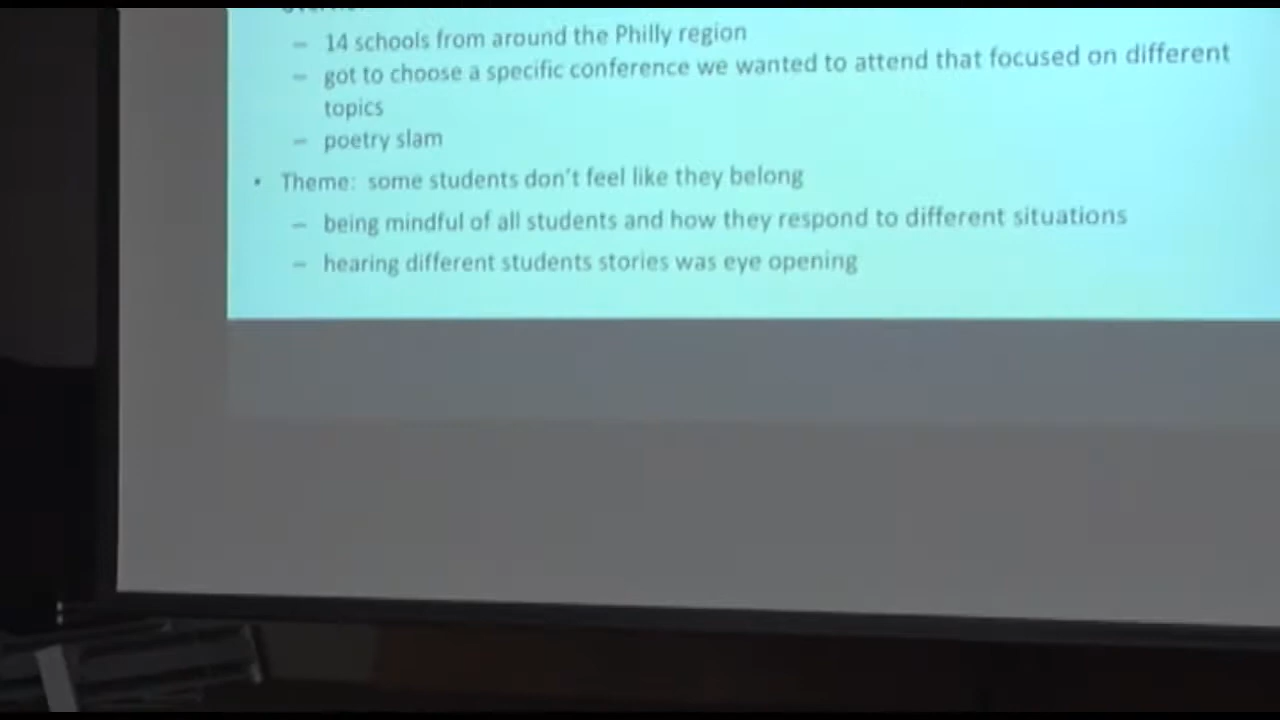 – 14 schools from around the Philly region
– got to choose a specific conference we wanted to attend that focused on different
topics
– poetry slam
• Theme: some students don't feel like they belong
– being mindful of all students and how they respond to different situations
– hearing different students stories was eye opening